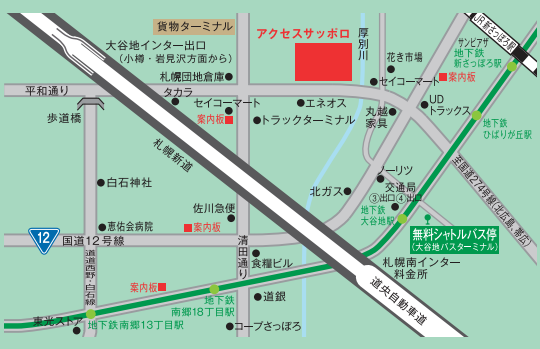 貨物ターミナル
アクセスサッポロ
厚別川
JR新さっぽろ駅
サンピアザ
地下鉄
新さっぽろ駅
大谷地インター出口
(小樽・岩見沢方面から)
花き市場
札幌団地倉庫
セイコーマート
案内板
平和通り
タカラ
セイコーマート
エネオス
丸越
家具
UD
トラックス
歩道橋
案内板
トラックターミナル
地下鉄
ひばりが丘駅
札幌新道
ノーリツ
至国道274号線(北広島、帯広)
白石神社
北ガス
交通局
③出口④出口
佐川急便
地下鉄
大谷地駅
恵佑会病院
案内板
無料シャトルバス停
(大谷地バスターミナル)
12
国道12号線
清田通り
道道西野・白石線
食糧ビル
札幌南インター
料金所
案内板
地下鉄
南郷18丁目駅
道銀
道央自動車道
東光ストア
地下鉄南郷13丁目駅
コープさっぽろ